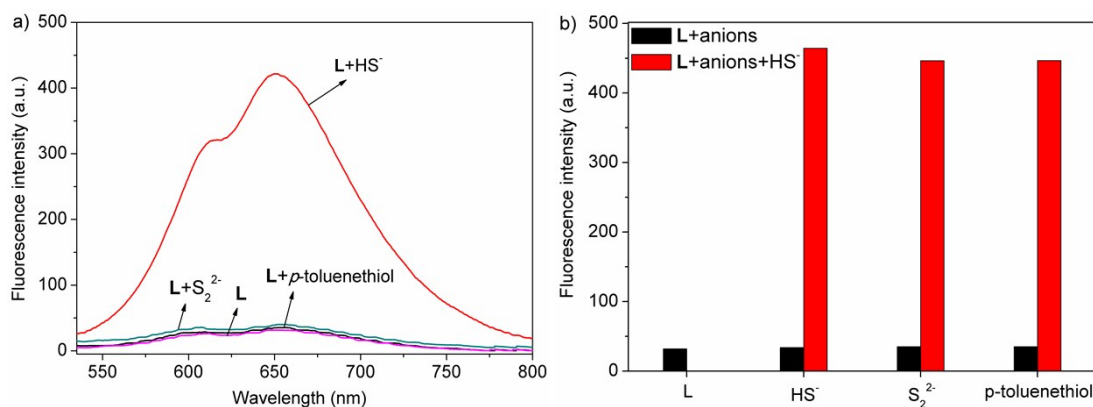 a)
500
400
300
200
100
0
Fluorescence intensity (a.u.)
L+HS⁻
L+S₂²⁻
L
L+p-toluenethiol
550 600 650 700 750 800
Wavelength (nm)
b)
500
400
300
200
100
0
Fluorescence intensity (a.u.)
L+anions
L+anions+HS⁻
L HS⁻ S₂²⁻ p-toluenethiol